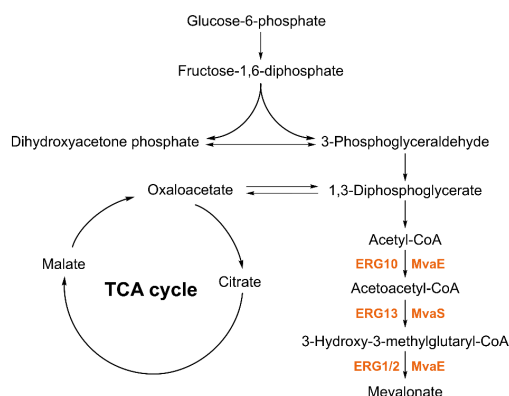 Glucose-6-phosphate
Fructose-1,6-diphosphate
Dihydroxyacetone phosphate
3-Phosphoglyceraldehyde
Oxaloacetate
1,3-Diphosphoglycerate
Acetyl-CoA
ERG10 MvaE
Malate
Citrate
TCA cycle
Acetoacetyl-CoA
ERG13 MvaS
3-Hydroxy-3-methylglutaryl-CoA
ERG1/2 MvaE
Mevalonate